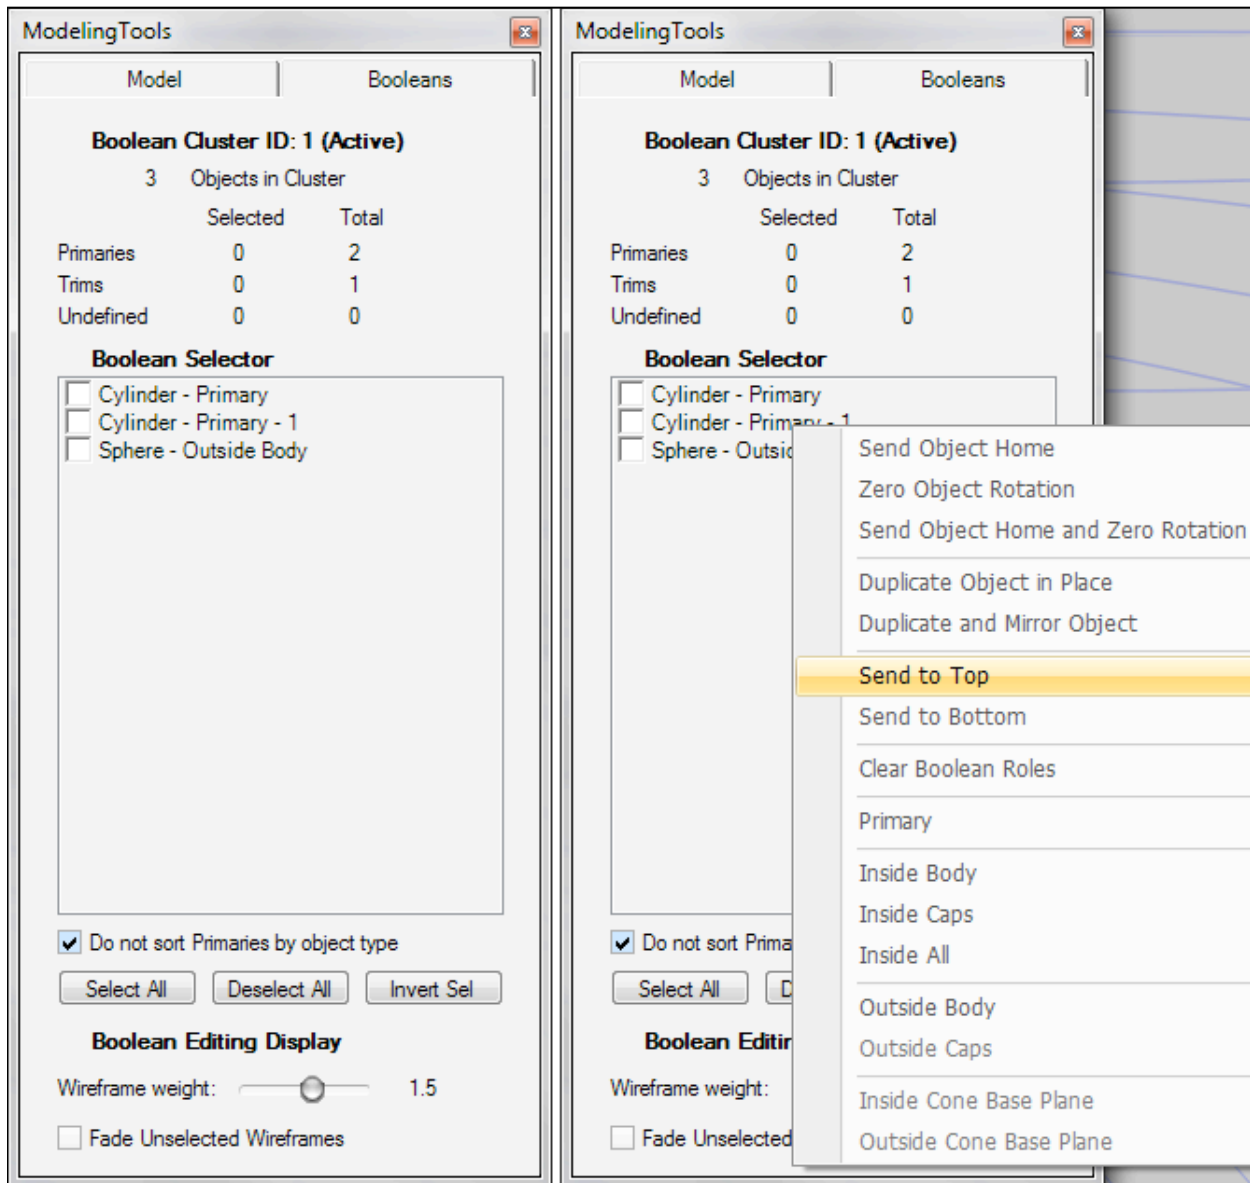 ModelingTools
Model Booleans
Boolean Cluster ID: 1 (Active)
3 Objects in Cluster
Selected Total
Primaries 0 2
Trims 0 1
Undefined 0 0
Boolean Selector
Cylinder - Primary
Cylinder - Primary - 1
Sphere - Outside Body
Do not sort Primaries by object type
Select All Deselect All Invert Sel
Boolean Editing Display
Wireframe weight: 1.5
Fade Unselected Wireframes
ModelingTools
Model Booleans
Boolean Cluster ID: 1 (Active)
3 Objects in Cluster
Selected Total
Primaries 0 2
Trims 0 1
Undefined 0 0
Boolean Selector
Cylinder - Primary
Cylinder - Primary - 1
Sphere - Outsid
Do not sort Prima
Select All D
Boolean Editin
Wireframe weight:
Fade Unselected
Send Object Home
Zero Object Rotation
Send Object Home and Zero Rotation
Duplicate Object in Place
Duplicate and Mirror Object
Send to Top
Send to Bottom
Clear Boolean Roles
Primary
Inside Body
Inside Caps
Inside All
Outside Body
Outside Caps
Inside Cone Base Plane
Outside Cone Base Plane